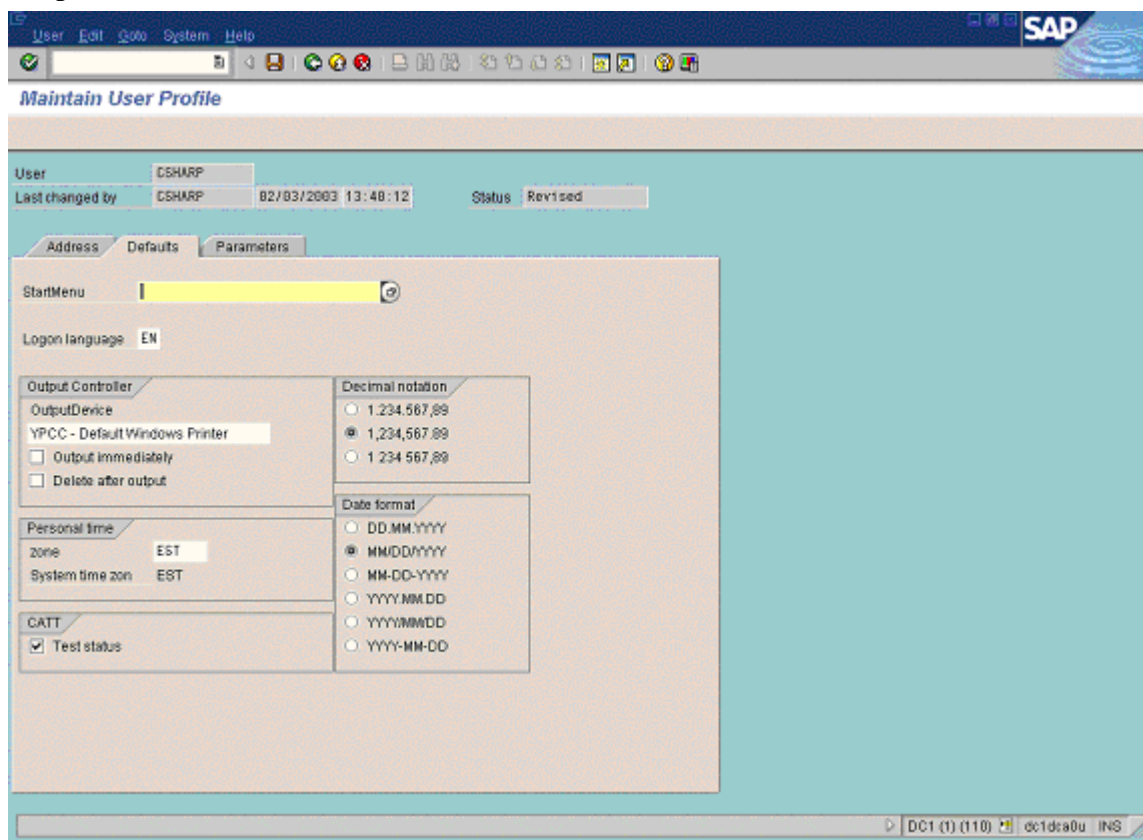 User Edit Goto System Help
SAP
Maintain User Profile
User CSHARP
Last changed by CSHARP 02/03/2003 13:48:12 Status Revised
Address Defaults Parameters
StartMenu
Logon language EN
Output Controller
OutputDevice
YPCC - Default Windows Printer
Output immediately
Delete after output
Personal time
zone EST
System time zon EST
CATT
Test status
Decimal notation
1.234.567,89
1,234,567.89
1 234 567,89
Date format
DD.MM.YYYY
MM/DD/YYYY
MM-DD-YYYY
YYYY.MM.DD
YYYY/MM/DD
YYYY-MM-DD
DC1 (1) (110) dc1dca0u INS